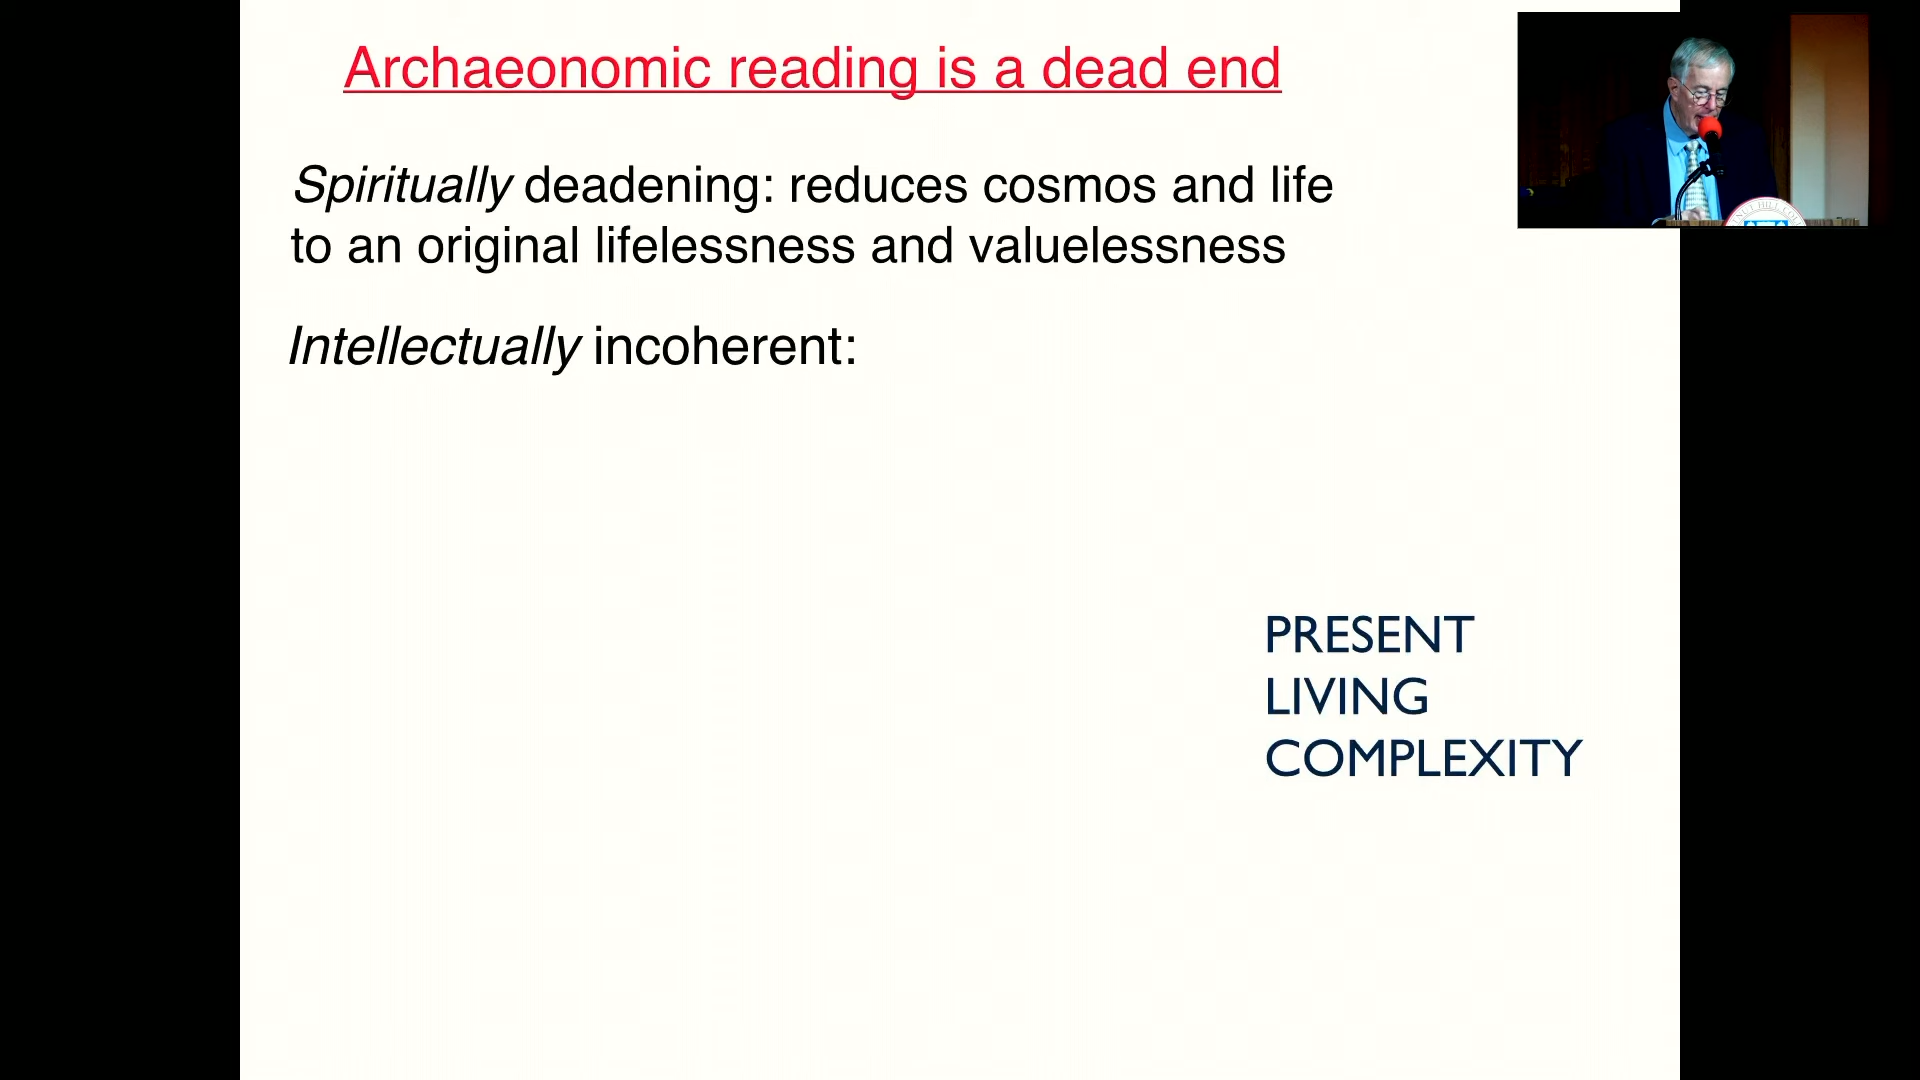 Archaeonomic reading is a dead end
Spiritually deadening: reduces cosmos and life
to an original lifelessness and valuelessness
Intellectually incoherent:
PRESENT
LIVING
COMPLEXITY